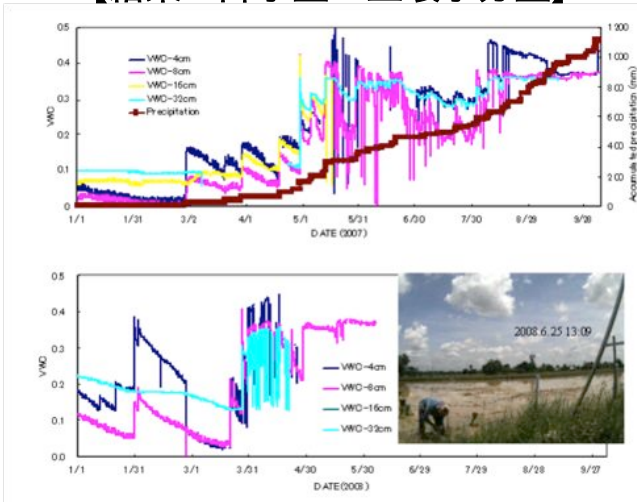 0.5
0.4
0.3
0.2
0.1
0
VWC
VWC-4cm
VWC-8cm
VWC-16cm
VWC-32cm
Precipitation
1200
1000
800
600
400
200
0
Accumulated precipitation (mm)
1/1 1/31 3/2 4/1 5/1 5/31 6/30 7/30 8/29 9/28
DATE (2007)
0.5
0.4
0.3
0.2
0.1
0.0
VWC
VWC-4cm
VWC-8cm
VWC-16cm
VWC-32cm
2008.6.25 13:09
1/1 1/31 3/1 3/31 4/30 5/30 6/29 7/29 8/28 9/27
DATE (2008)